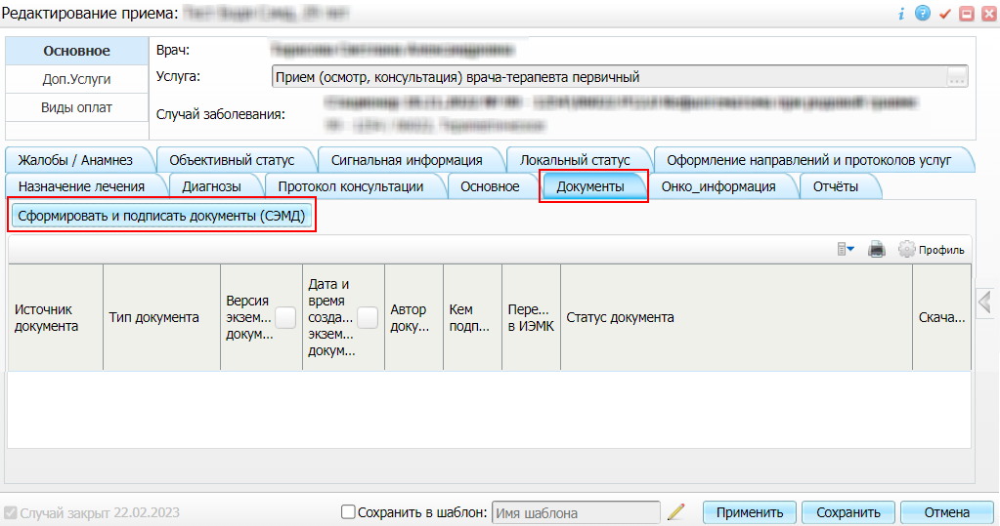 Редактирование приема:
Основное
Доп.Услуги
Виды оплат
Врач:
Услуга: Прием (осмотр, консультация) врача-терапевта первичный ...
Случай заболевания:
Жалобы / Анамнез Объективный статус Сигнальная информация Локальный статус Оформление направлений и протоколов услуг
Назначение лечения Диагнозы Протокол консультации Основное Документы Онко_информация Отчёты
Сформировать и подписать документы (СЭМД)
Профиль
Источник
документа
Тип документа
Версия
экзем...
докум...
Дата и
время
созда...
экзем...
докум...
Автор
доку...
Кем
подп...
Пере...
в ИЭМК
Статус документа
Скача...
Случай закрыт 22.02.2023 Сохранить в шаблон: Имя шаблона Применить Сохранить Отмена